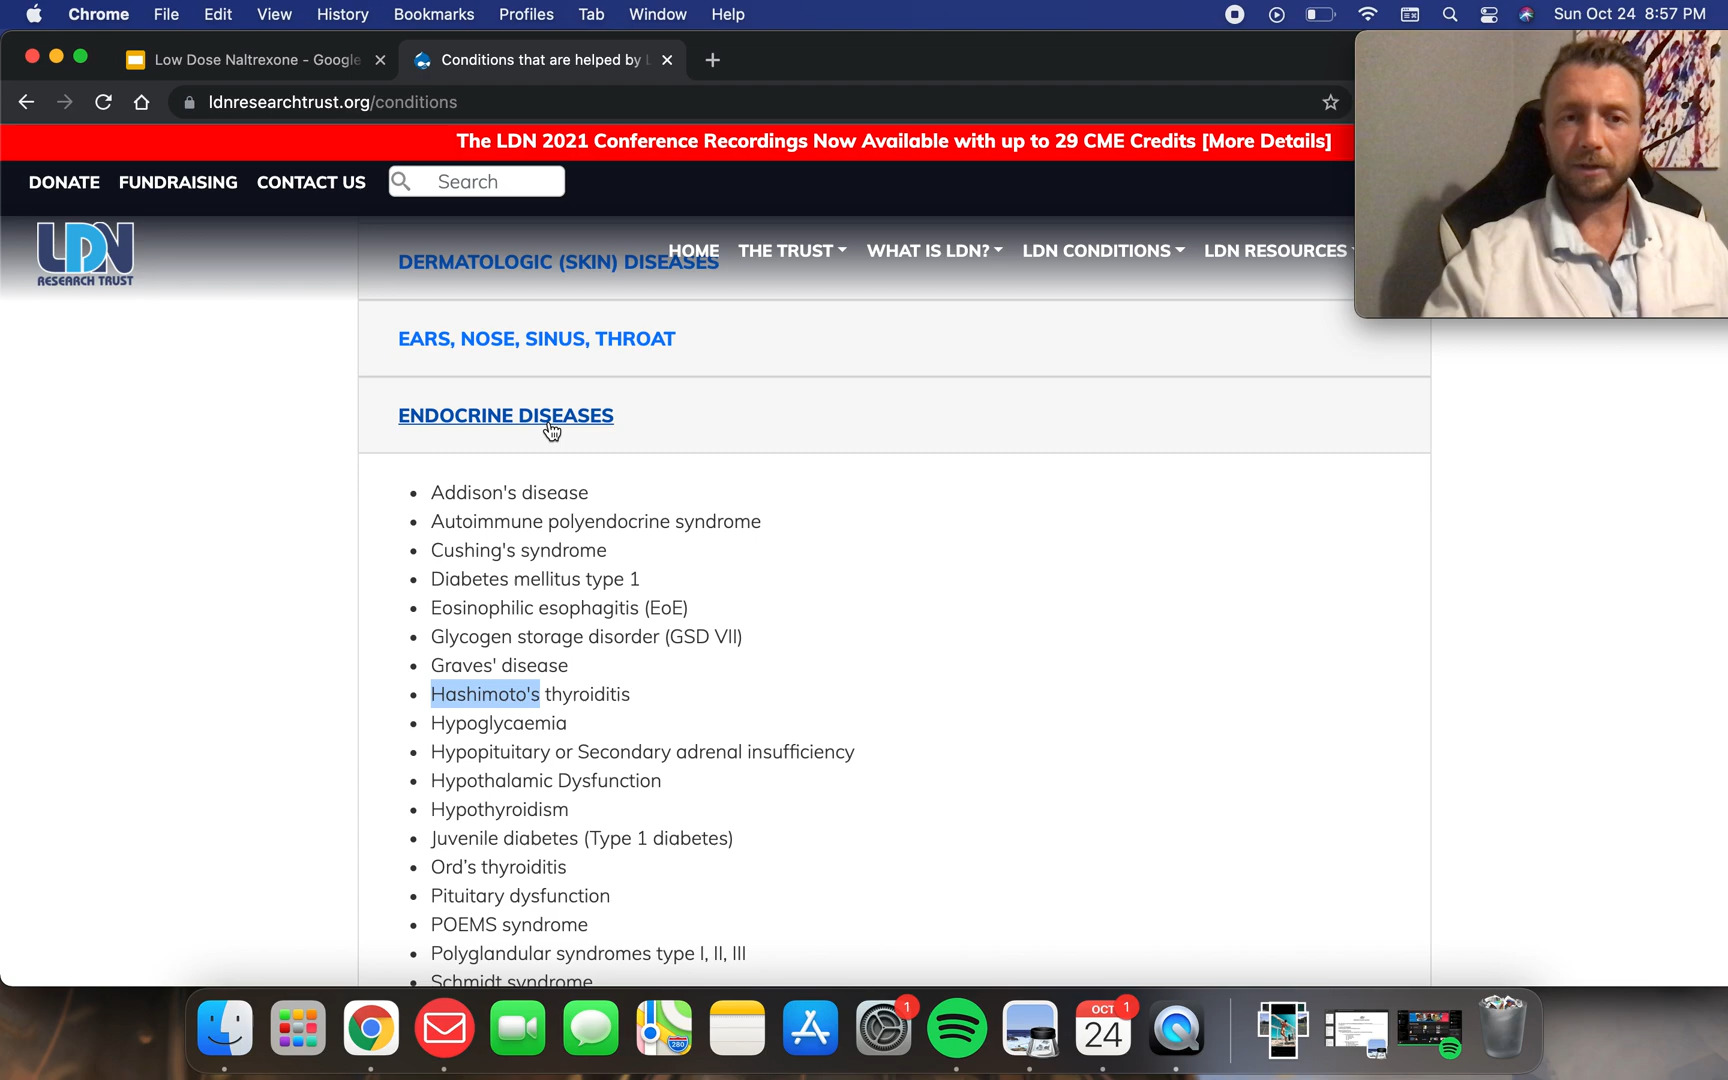 Chrome File Edit View History Bookmarks Profiles Tab Window Help Sun Oct 24 8:57 PM
Low Dose Naltrexone - Google
Conditions that are helped by L
ldnresearchtrust.org/conditions
The LDN 2021 Conference Recordings Now Available with up to 29 CME Credits [More Details]
DONATE FUNDRAISING CONTACT US Search
LDN
RESEARCH TRUST
HOME THE TRUST WHAT IS LDN? LDN CONDITIONS LDN RESOURCES
DERMATOLOGIC (SKIN) DISEASES
EARS, NOSE, SINUS, THROAT
ENDOCRINE DISEASES
• Addison's disease
• Autoimmune polyendocrine syndrome
• Cushing's syndrome
• Diabetes mellitus type 1
• Eosinophilic esophagitis (EoE)
• Glycogen storage disorder (GSD VII)
• Graves' disease
• Hashimoto's thyroiditis
• Hypoglycaemia
• Hypopituitary or Secondary adrenal insufficiency
• Hypothalamic Dysfunction
• Hypothyroidism
• Juvenile diabetes (Type 1 diabetes)
• Ord's thyroiditis
• Pituitary dysfunction
• POEMS syndrome
• Polyglandular syndromes type I, II, III
• Schmidt syndrome
280
1
OCT
24
1